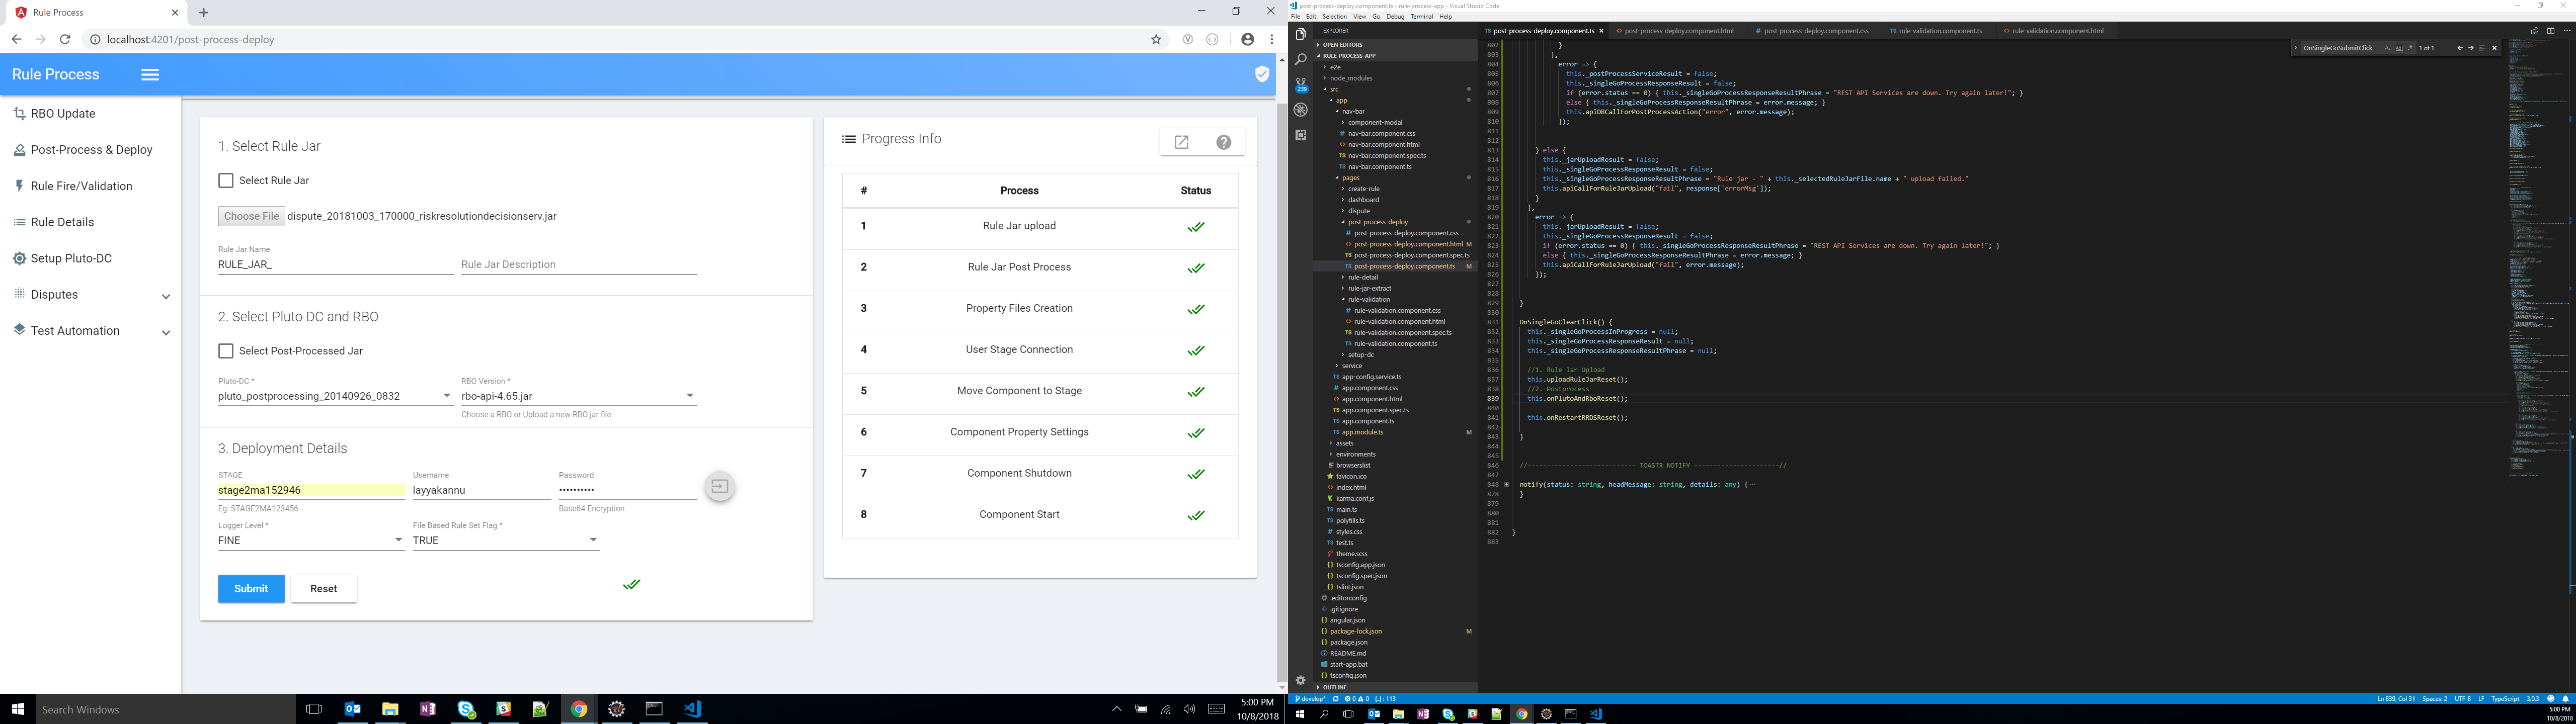 Rule Process
localhost:4201/post-process-deploy
Rule Process
RBO Update
Post-Process & Deploy
Rule Fire/Validation
Rule Details
Setup Pluto-DC
Disputes
Test Automation
1. Select Rule Jar
Select Rule Jar
Choose File dispute_20181003_170000_riskresolutiondecisionserv.jar
Rule Jar Name
RULE_JAR_ Rule Jar Description
2. Select Pluto DC and RBO
Select Post-Processed Jar
Pluto-DC * RBO Version *
pluto_postprocessing_20140926_0832 rbo-api-4.65.jar
Choose a RBO or Upload a new RBO jar file
3. Deployment Details
STAGE Username Password
stage2ma152946 layyakannu ••••••••••
Eg: STAGE2MA123456 Base64 Encryption
Logger Level * File Based Rule Set Flag *
FINE TRUE
Submit Reset
Progress Info
# Process Status
1 Rule Jar upload
2 Rule Jar Post Process
3 Property Files Creation
4 User Stage Connection
5 Move Component to Stage
6 Component Property Settings
7 Component Shutdown
8 Component Start
Search Windows
5:00 PM
10/8/2018
post-process-deploy.component.ts - rule-process-app - Visual Studio Code
File Edit Selection View Go Debug Terminal Help
EXPLORER
OPEN EDITORS
RULE-PROCESS-APP
e2e
node_modules
src
app
nav-bar
component-modal
# nav-bar.component.css
<> nav-bar.component.html
TS nav-bar.component.spec.ts
TS nav-bar.component.ts
pages
create-rule
dashboard
dispute
post-process-deploy
# post-process-deploy.component.css
<> post-process-deploy.component.html M
TS post-process-deploy.component.spec.ts
TS post-process-deploy.component.ts M
rule-detail
rule-jar-extract
rule-validation
# rule-validation.component.css
<> rule-validation.component.html
TS rule-validation.component.spec.ts
TS rule-validation.component.ts
setup-dc
service
TS app-config.service.ts
# app.component.css
<> app.component.html
TS app.component.spec.ts
TS app.component.ts
TS app.module.ts M
assets
environments
browserslist
favicon.ico
<> index.html
karma.conf.js
TS main.ts
TS polyfills.ts
# styles.css
TS test.ts
theme.scss
{} tsconfig.app.json
{} tsconfig.spec.json
{} tslint.json
.editorconfig
.gitignore
{} angular.json
{} package-lock.json M
{} package.json
README.md
start-app.bat
{} tsconfig.json
OUTLINE
239
TS post-process-deploy.component.ts <> post-process-deploy.component.html # post-process-deploy.component.css TS rule-validation.component.ts <> rule-validation.component.html
OnSingleGoSubmitClick Aa 1 of 1
802 }
803 },
804 error => {
805 this._postProcessServiceResult = false;
806 this._singleGoProcessResponseResult = false;
807 if (error.status == 0) { this._singleGoProcessResponseResultPhrase = "REST API Services are down. Try again later!"; }
808 else { this._singleGoProcessResponseResultPhrase = error.message; }
809 this.apiDBCallForPostProcessAction("error", error.message);
810 });
811
812
813 } else {
814 this._jarUploadResult = false;
815 this._singleGoProcessResponseResult = false;
816 this._singleGoProcessResponseResultPhrase = "Rule jar - " + this._selectedRuleJarFile.name + " upload failed."
817 this.apiCallForRuleJarUpload("fail", response['errorMsg']);
818 }
819 },
820 error => {
821 this._jarUploadResult = false;
822 this._singleGoProcessResponseResult = false;
823 if (error.status == 0) { this._singleGoProcessResponseResultPhrase = "REST API Services are down. Try again later!"; }
824 else { this._singleGoProcessResponseResultPhrase = error.message; }
825 this.apiCallForRuleJarUpload("fail", error.message);
826 });
827
828
829 }
830
831 OnSingleGoClearClick() {
832 this._singleGoProcessInProgress = null;
833 this._singleGoProcessResponseResult = null;
834 this._singleGoProcessResponseResultPhrase = null;
835
836 //1. Rule Jar Upload
837 this.uploadRuleJarReset();
838 //2. Postprocess
839 this.onPlutoAndRboReset();
840
841 this.onRestartRRDSReset();
842
843 }
844
845
846 //---------------------------- TOASTR NOTIFY ----------------------//
847
848 notify(status: string, headMessage: string, details: any) {
878 }
879
880
881
882 }
883
develop* 0 0 {..} : 113 Ln 839, Col 31 Spaces: 2 UTF-8 LF TypeScript 3.0.3
5:00 PM
10/8/2018